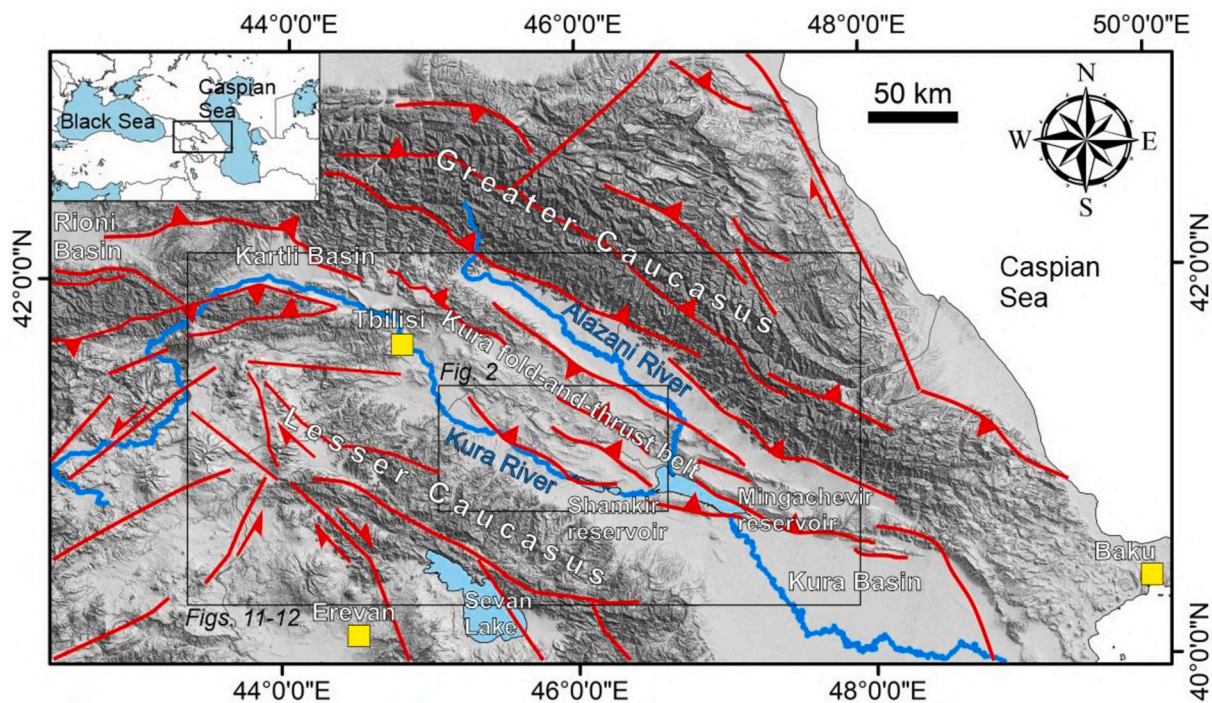 44°0'0"E
46°0'0"E
48°0'0"E
50°0'0"E
Caspian
Sea
Black Sea
50 km
N
W
E
S
42°0'0"N
42°0'0"N
Rioni
Basin
Kartli Basin
Greater Caucasus
Caspian
Sea
Tbilisi
Alazani River
Kura fold-and-thrust belt
Fig. 2
Lesser Caucasus
Kura River
Shamkir
reservoir
Mingachevir
reservoir
Baku
Kura Basin
Sevan
Lake
Figs. 11-12
Erevan
40°0'0"N
44°0'0"E
46°0'0"E
48°0'0"E